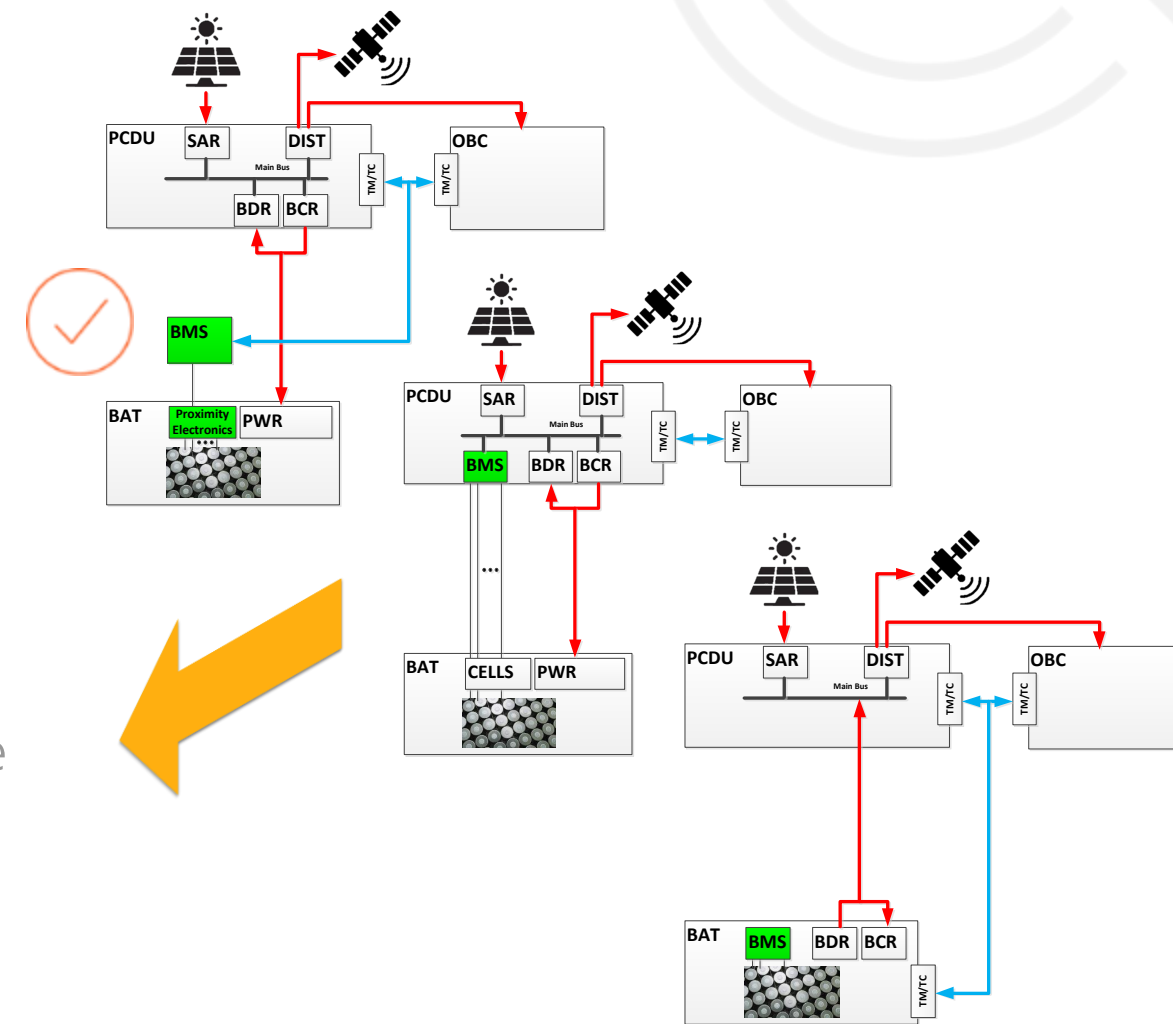 PCDU
SAR
DIST
OBC
Main Bus
TM/TC
TM/TC
BDR
BCR
BMS
BAT
Proximity
Electronics
PWR
...
PCDU
SAR
DIST
OBC
Main Bus
TM/TC
TM/TC
BMS
BDR
BCR
...
BAT
CELLS
PWR
PCDU
SAR
DIST
OBC
Main Bus
TM/TC
TM/TC
e
BAT
BMS
BDR
BCR
TM/TC